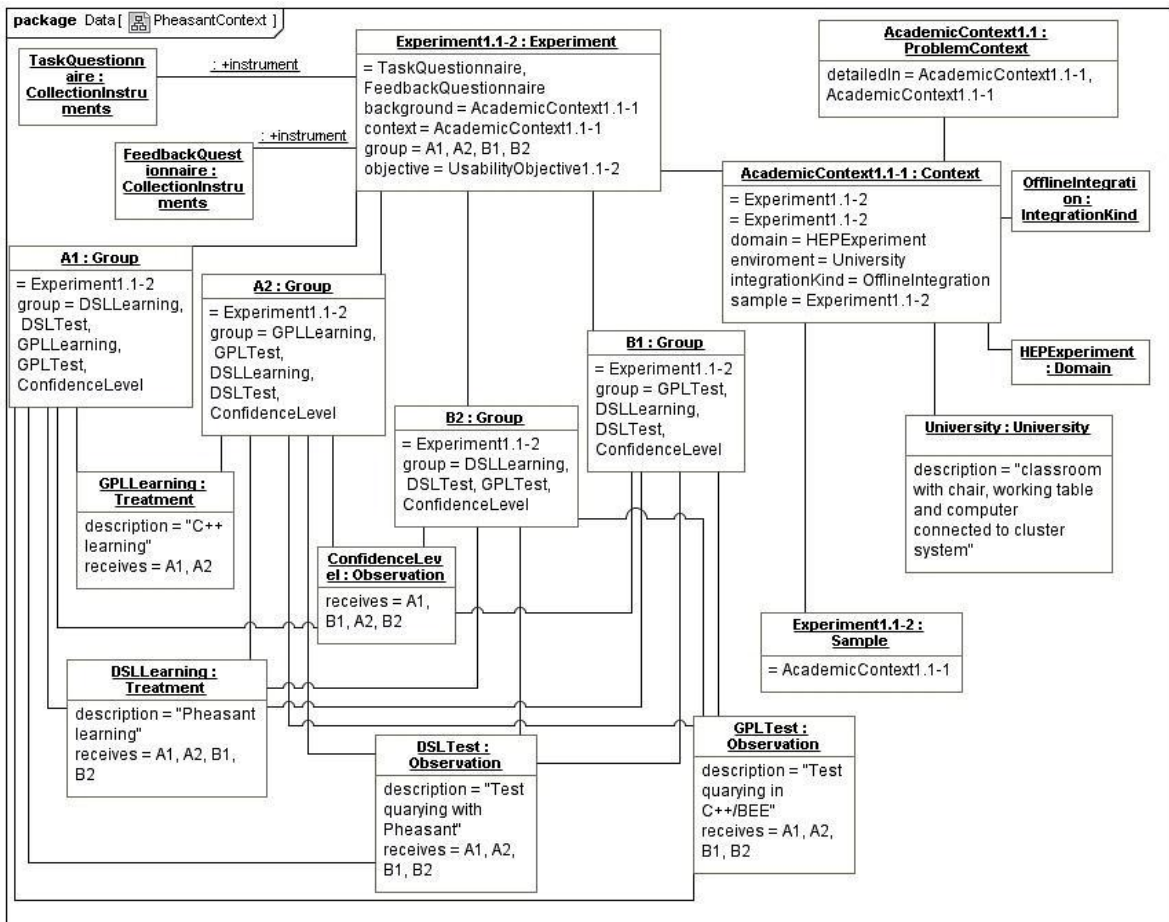 package Data [ PheasantContext ]
TaskQuestionn
aire :
CollectionInstru
ments
: +instrument
FeedbackQuest
ionnaire :
CollectionInstr
uments
: +instrument
Experiment1.1-2 : Experiment
= TaskQuestionnaire,
FeedbackQuestionnaire
background = AcademicContext1.1-1
context = AcademicContext1.1-1
group = A1, A2, B1, B2
objective = UsabilityObjective1.1-2
AcademicContext1.1 :
ProblemContext
detailedIn = AcademicContext1.1-1,
AcademicContext1.1-1
AcademicContext1.1-1 : Context
= Experiment1.1-2
= Experiment1.1-2
domain = HEPExperiment
enviroment = University
integrationKind = OfflineIntegration
sample = Experiment1.1-2
OfflineIntegrati
on :
IntegrationKind
A1 : Group
= Experiment1.1-2
group = DSLLearning,
DSLTest,
GPLLearning,
GPLTest,
ConfidenceLevel
A2 : Group
= Experiment1.1-2
group = GPLLearning,
GPLTest,
DSLLearning,
DSLTest,
ConfidenceLevel
B1 : Group
= Experiment1.1-2
group = GPLTest,
DSLLearning,
DSLTest,
ConfidenceLevel
HEPExperiment
: Domain
B2 : Group
= Experiment1.1-2
group = DSLLearning,
DSLTest, GPLTest,
ConfidenceLevel
University : University
description = "classroom
with chair, working table
and computer
connected to cluster
system"
GPLLearning :
Treatment
description = "C++
learning"
receives = A1, A2
ConfidenceLev
el : Observation
receives = A1,
B1, A2, B2
Experiment1.1-2 :
Sample
= AcademicContext1.1-1
DSLLearning :
Treatment
description = "Pheasant
learning"
receives = A1, A2, B1,
B2
DSLTest :
Observation
description = "Test
quarying with
Pheasant"
receives = A1, A2,
B1, B2
GPLTest :
Observation
description = "Test
quarying in
C++/BEE"
receives = A1, A2,
B1, B2